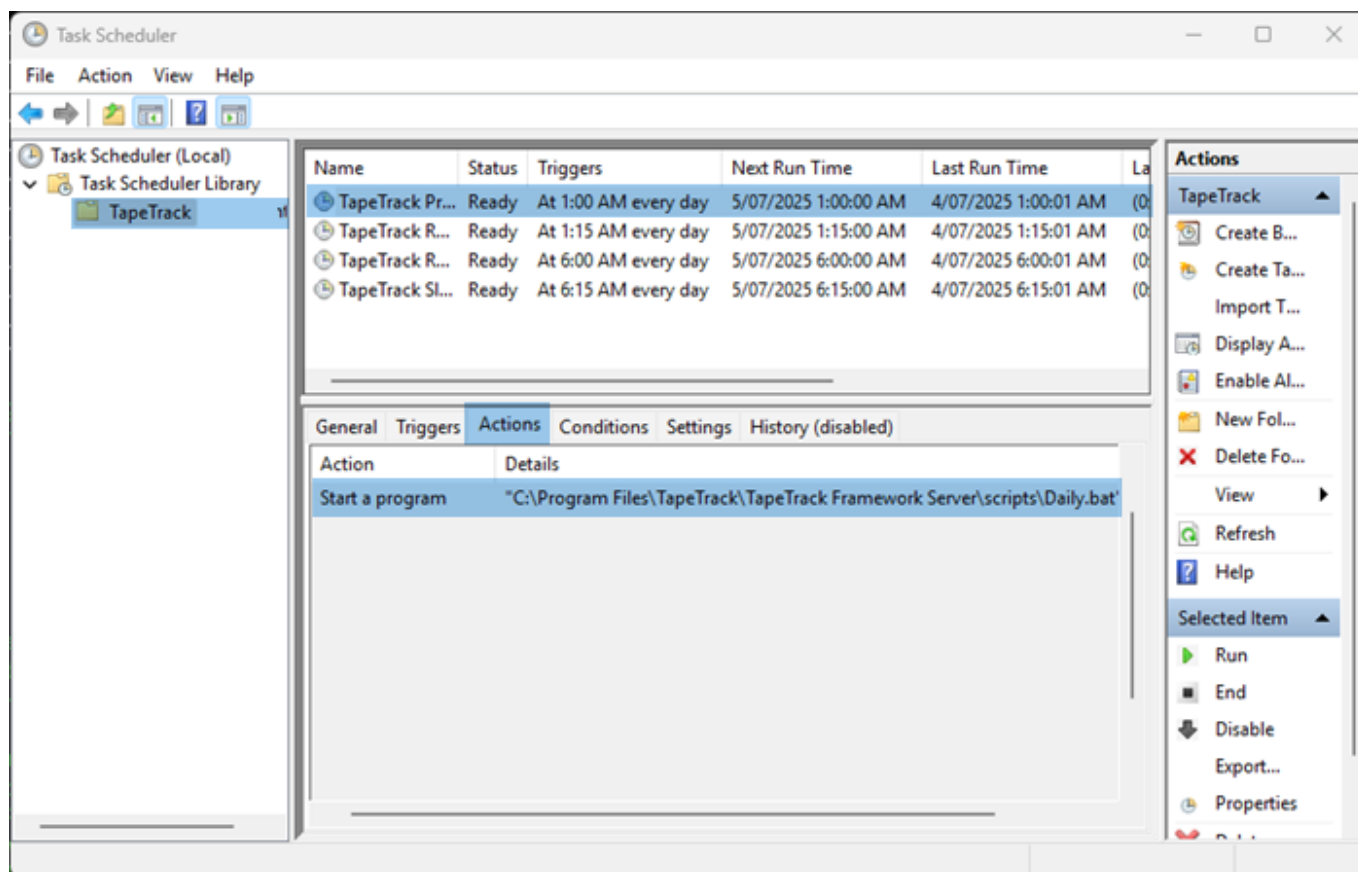 Task Scheduler
File Action View Help
Task Scheduler (Local)
Task Scheduler Library
TapeTrack
Name Status Triggers Next Run Time Last Run Time La
TapeTrack Pr... Ready At 1:00 AM every day 5/07/2025 1:00:00 AM 4/07/2025 1:00:01 AM (0
TapeTrack R... Ready At 1:15 AM every day 5/07/2025 1:15:00 AM 4/07/2025 1:15:01 AM (0
TapeTrack R... Ready At 6:00 AM every day 5/07/2025 6:00:00 AM 4/07/2025 6:00:01 AM (0
TapeTrack Sl... Ready At 6:15 AM every day 5/07/2025 6:15:00 AM 4/07/2025 6:15:01 AM (0
General Triggers Actions Conditions Settings History (disabled)
Action Details
Start a program "C:\Program Files\TapeTrack\TapeTrack Framework Server\scripts\Daily.bat"
Actions
TapeTrack
Create B...
Create Ta...
Import T...
Display A...
Enable Al...
New Fol...
Delete Fo...
View
Refresh
Help
Selected Item
Run
End
Disable
Export...
Properties